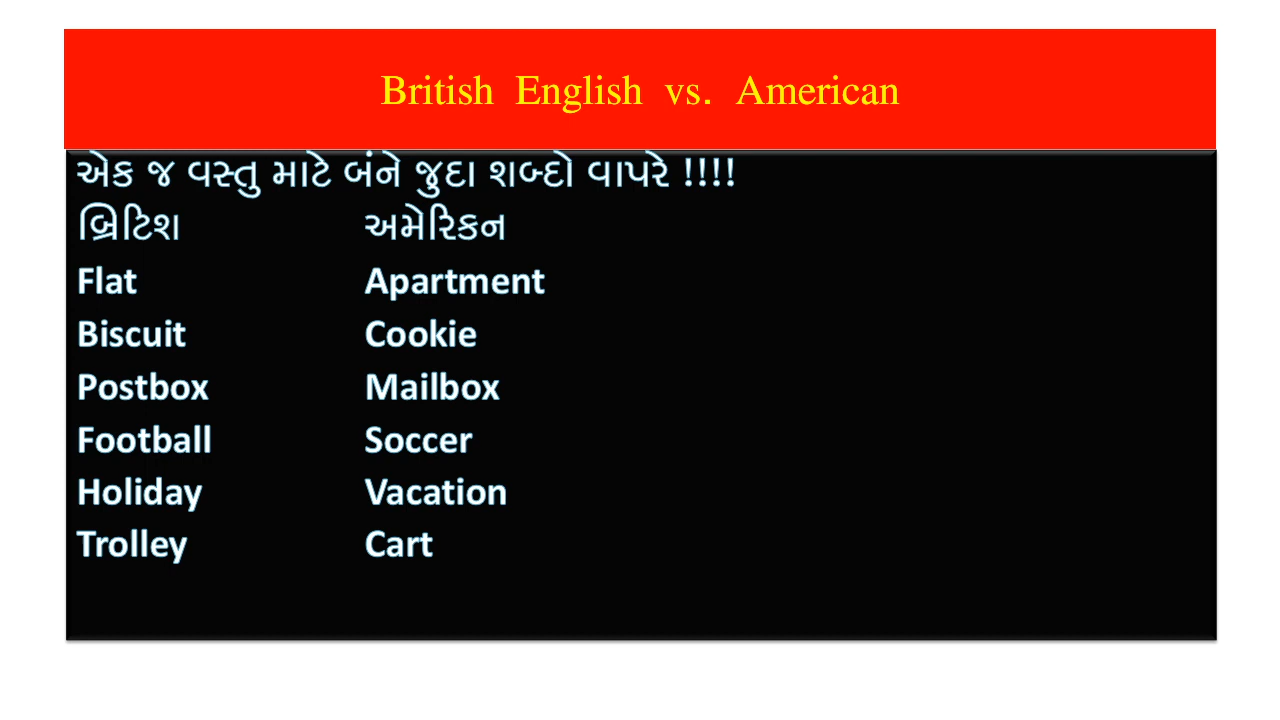 British English vs. American
એક જ વસ્તુ માટે બંને જુદા શબ્દો વાપરે !!!!
બ્રિટિશ અમેરિકન
Flat Apartment
Biscuit Cookie
Postbox Mailbox
Football Soccer
Holiday Vacation
Trolley Cart